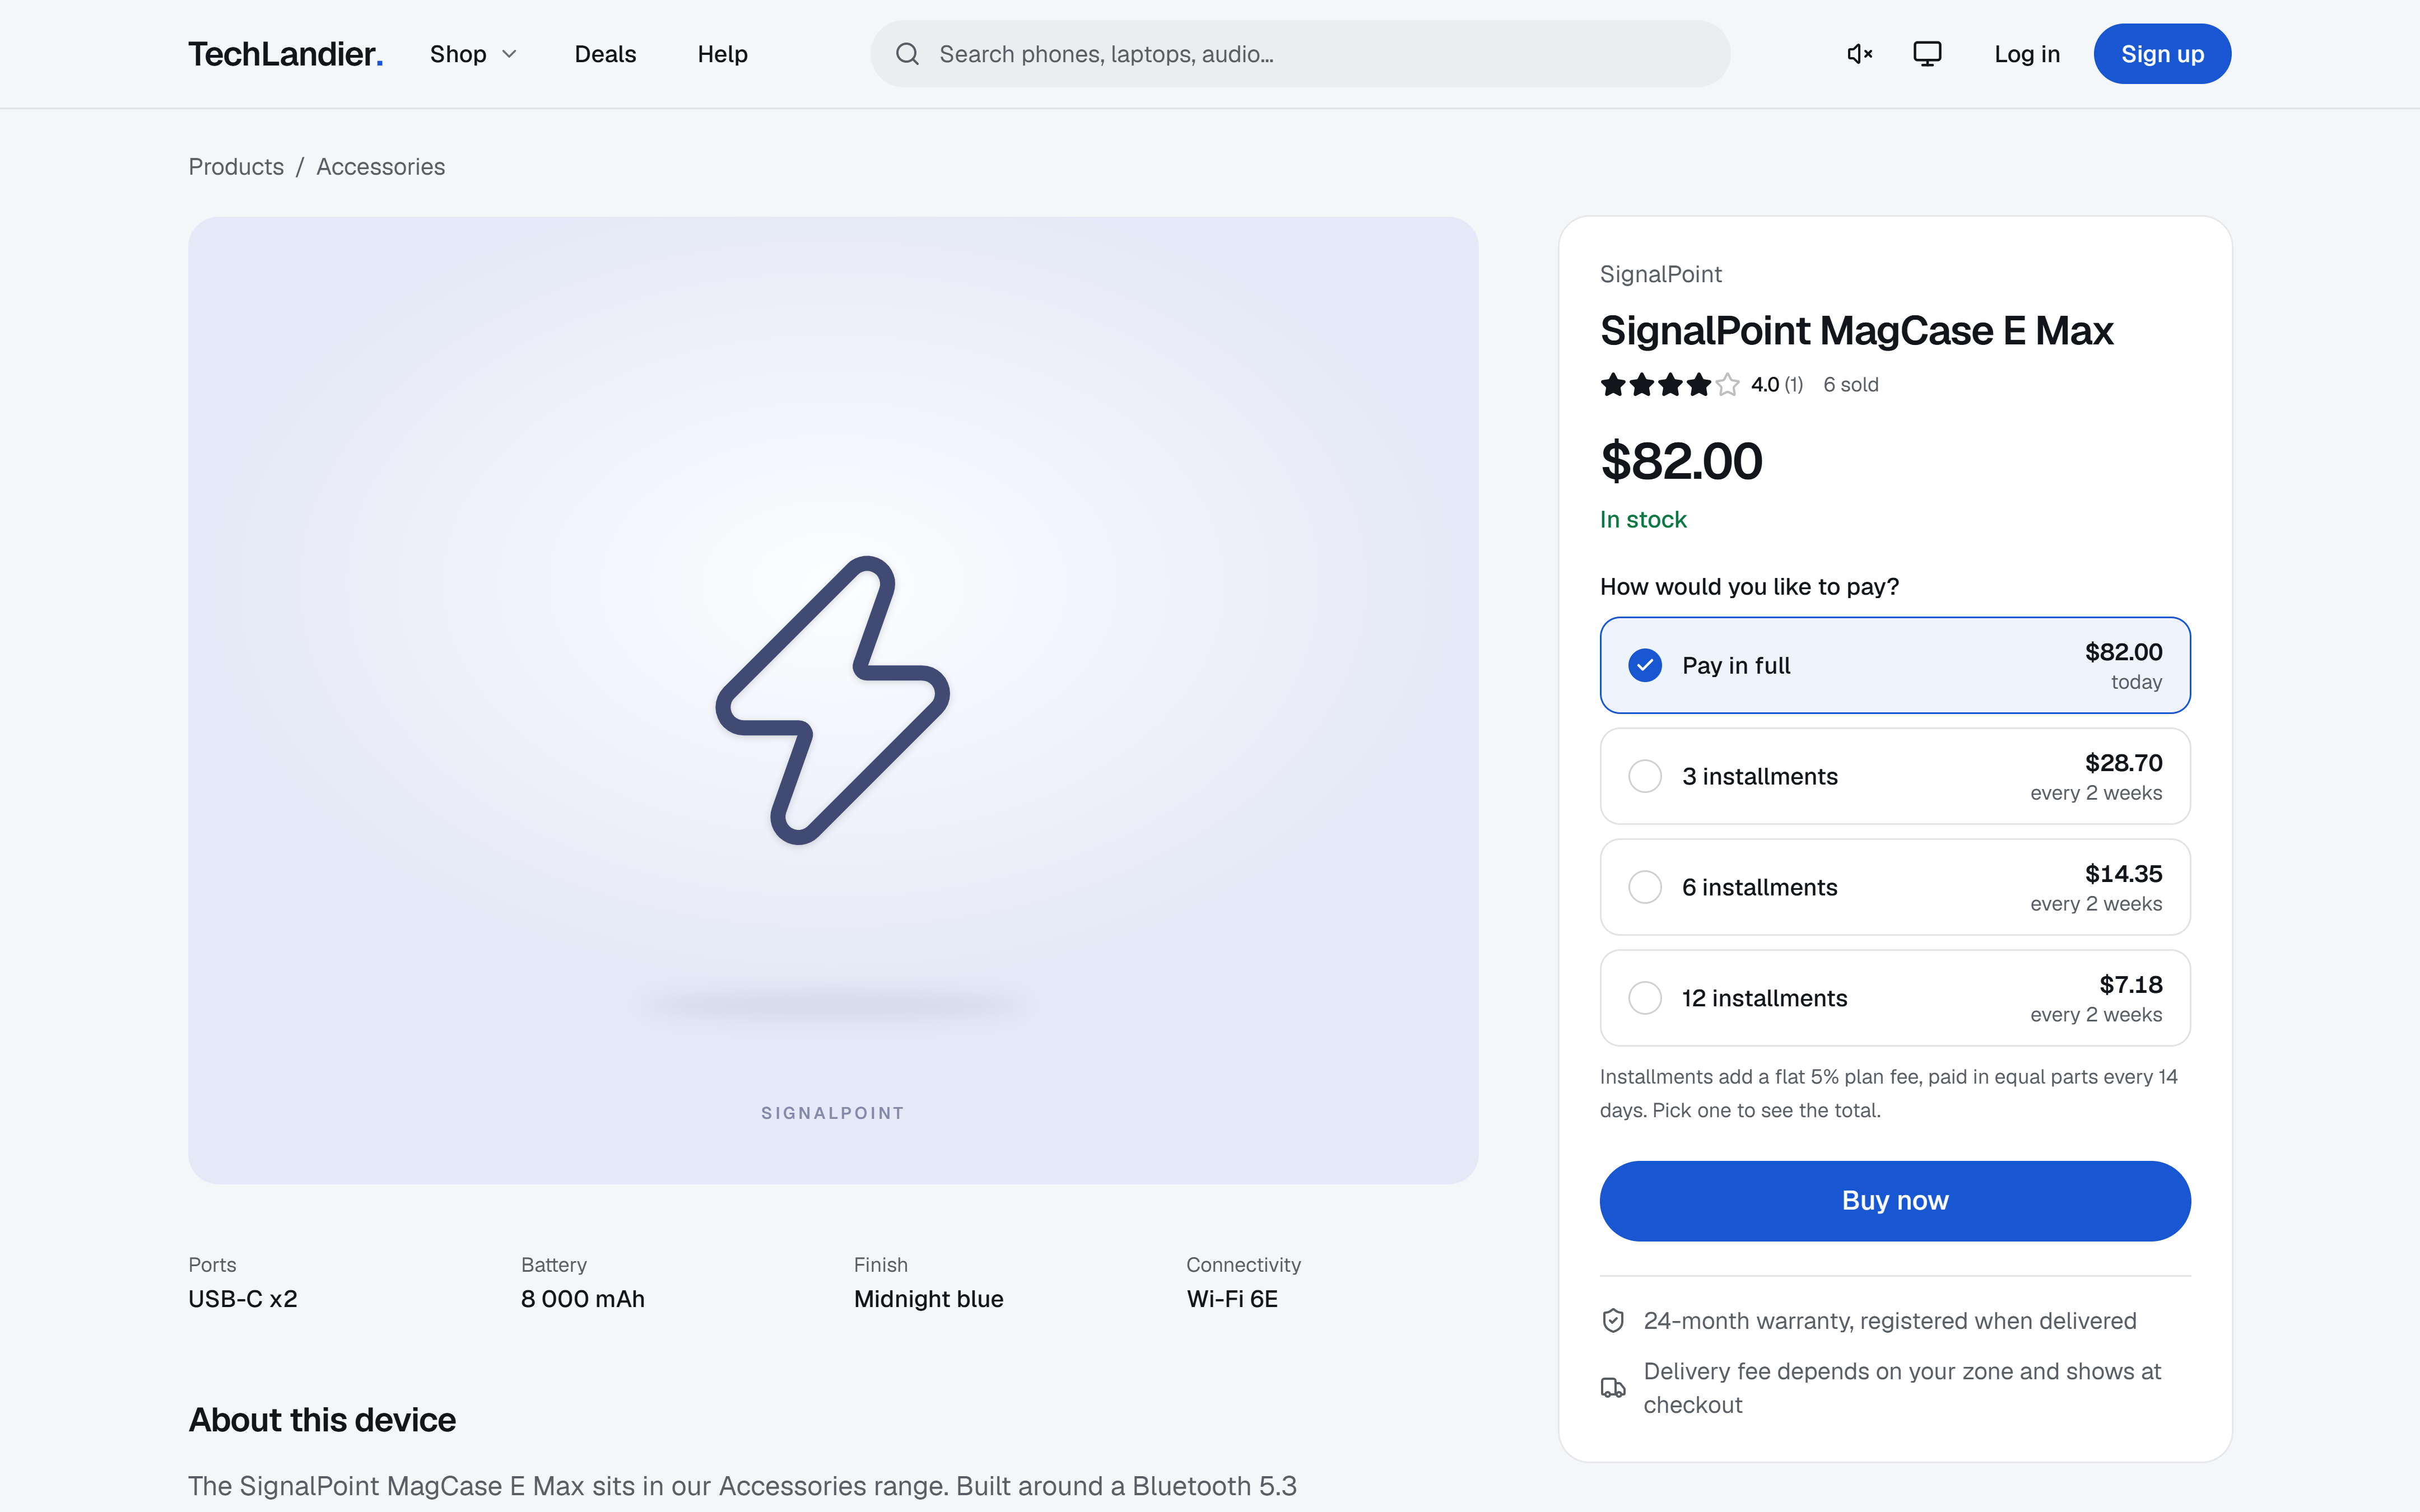 TechLandier.
Shop
Deals
Help
Search phones, laptops, audio...
Log in
Sign up
Products / Accessories
SIGNALPOINT
Ports
USB-C x2
Battery
8 000 mAh
Finish
Midnight blue
Connectivity
Wi-Fi 6E
About this device
The SignalPoint MagCase E Max sits in our Accessories range. Built around a Bluetooth 5.3
SignalPoint
SignalPoint MagCase E Max
4.0 (1) 6 sold
$82.00
In stock
How would you like to pay?
Pay in full
$82.00
today
3 installments
$28.70
every 2 weeks
6 installments
$14.35
every 2 weeks
12 installments
$7.18
every 2 weeks
Installments add a flat 5% plan fee, paid in equal parts every 14
days. Pick one to see the total.
Buy now
24-month warranty, registered when delivered
Delivery fee depends on your zone and shows at
checkout